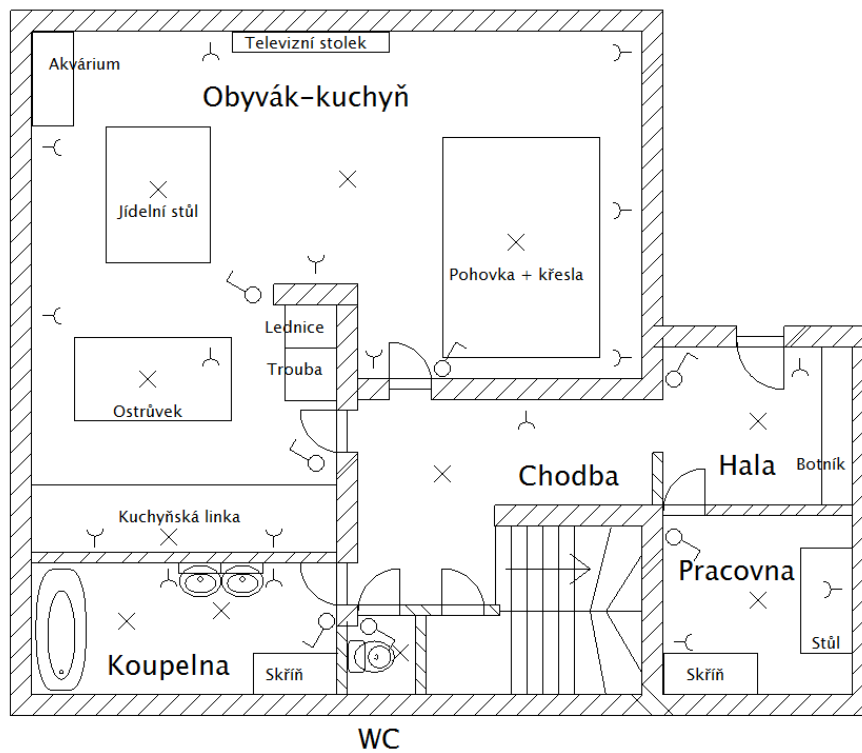 Televizní stolek
Akvárium
Obyvák-kuchyň
Jídelní stůl
Pohovka + křesla
Lednice
Trouba
Ostrůvek
Chodba
Hala
Botník
Kuchyňská linka
Pracovna
Koupelna
Skříň
Skříň
Stůl
WC